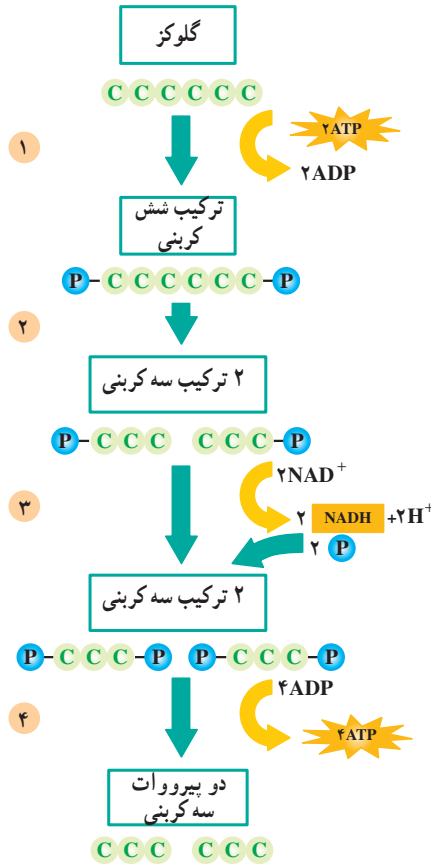 گلوکز
C C C C C C
۱
۲ATP
۲ADP
ترکیب شش
کربنی
P-C C C C C C-P
۲
۲ ترکیب سه کربنی
P-C C C C C C-P
۳
۲NAD+
۲ NADH +۲H+
۲ P
۲ ترکیب سه کربنی
P-C C C-P P-C C C-P
۴
۴ADP
۴ATP
دو پیرووات
سه کربنی
C C C C C C